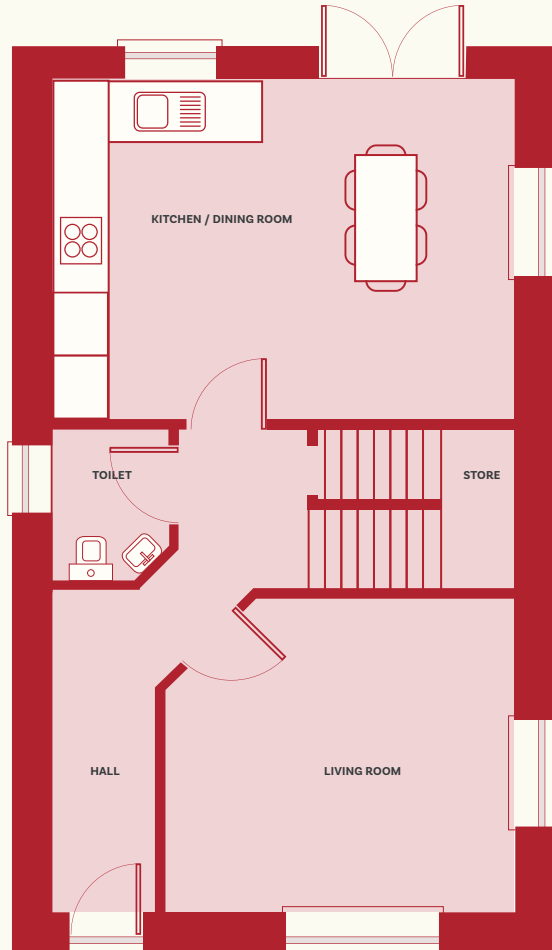 KITCHEN / DINING ROOM
TOILET
STORE
HALL
LIVING ROOM